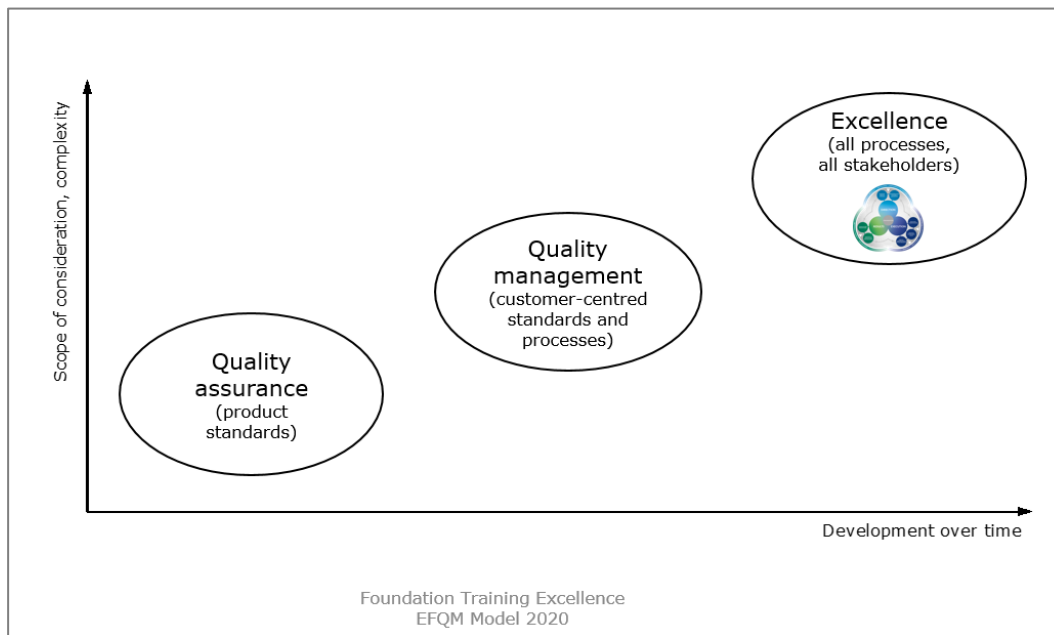 Scope of consideration, complexity
Excellence
(all processes,
all stakeholders)
Quality
management
(customer-centred
standards and
processes)
Quality
assurance
(product
standards)
Development over time
Foundation Training Excellence
EFQM Model 2020